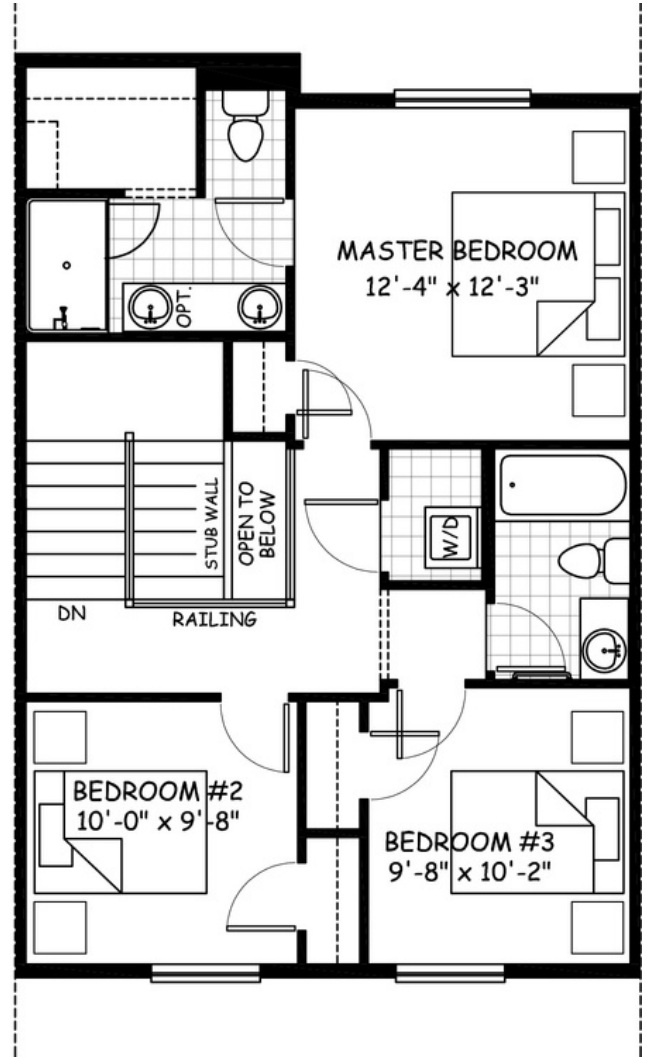 OPT.
MASTER BEDROOM
12'-4" x 12'-3"
STUB WALL
OPEN TO
BELOW
W/D
DN
RAILING
BEDROOM #2
10'-0" x 9'-8"
BEDROOM #3
9'-8" x 10'-2"